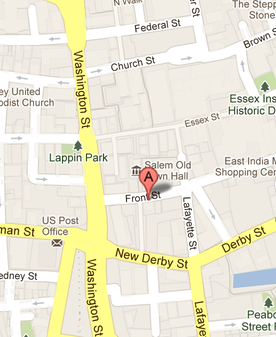 N Walk
The Stepp
Stone
Federal St
Brown S
Church St
Washington St
ey United
odist Church
Essex Ins
Historic D
Essex St
Lappin Park
Salem Old
Town Hall
East India M
Shopping Cente
A
Front St
US Post
Office
Lafayette St
man St
Derby St
New Derby St
edney St
Washington St
Lafaye
Peabo
Street